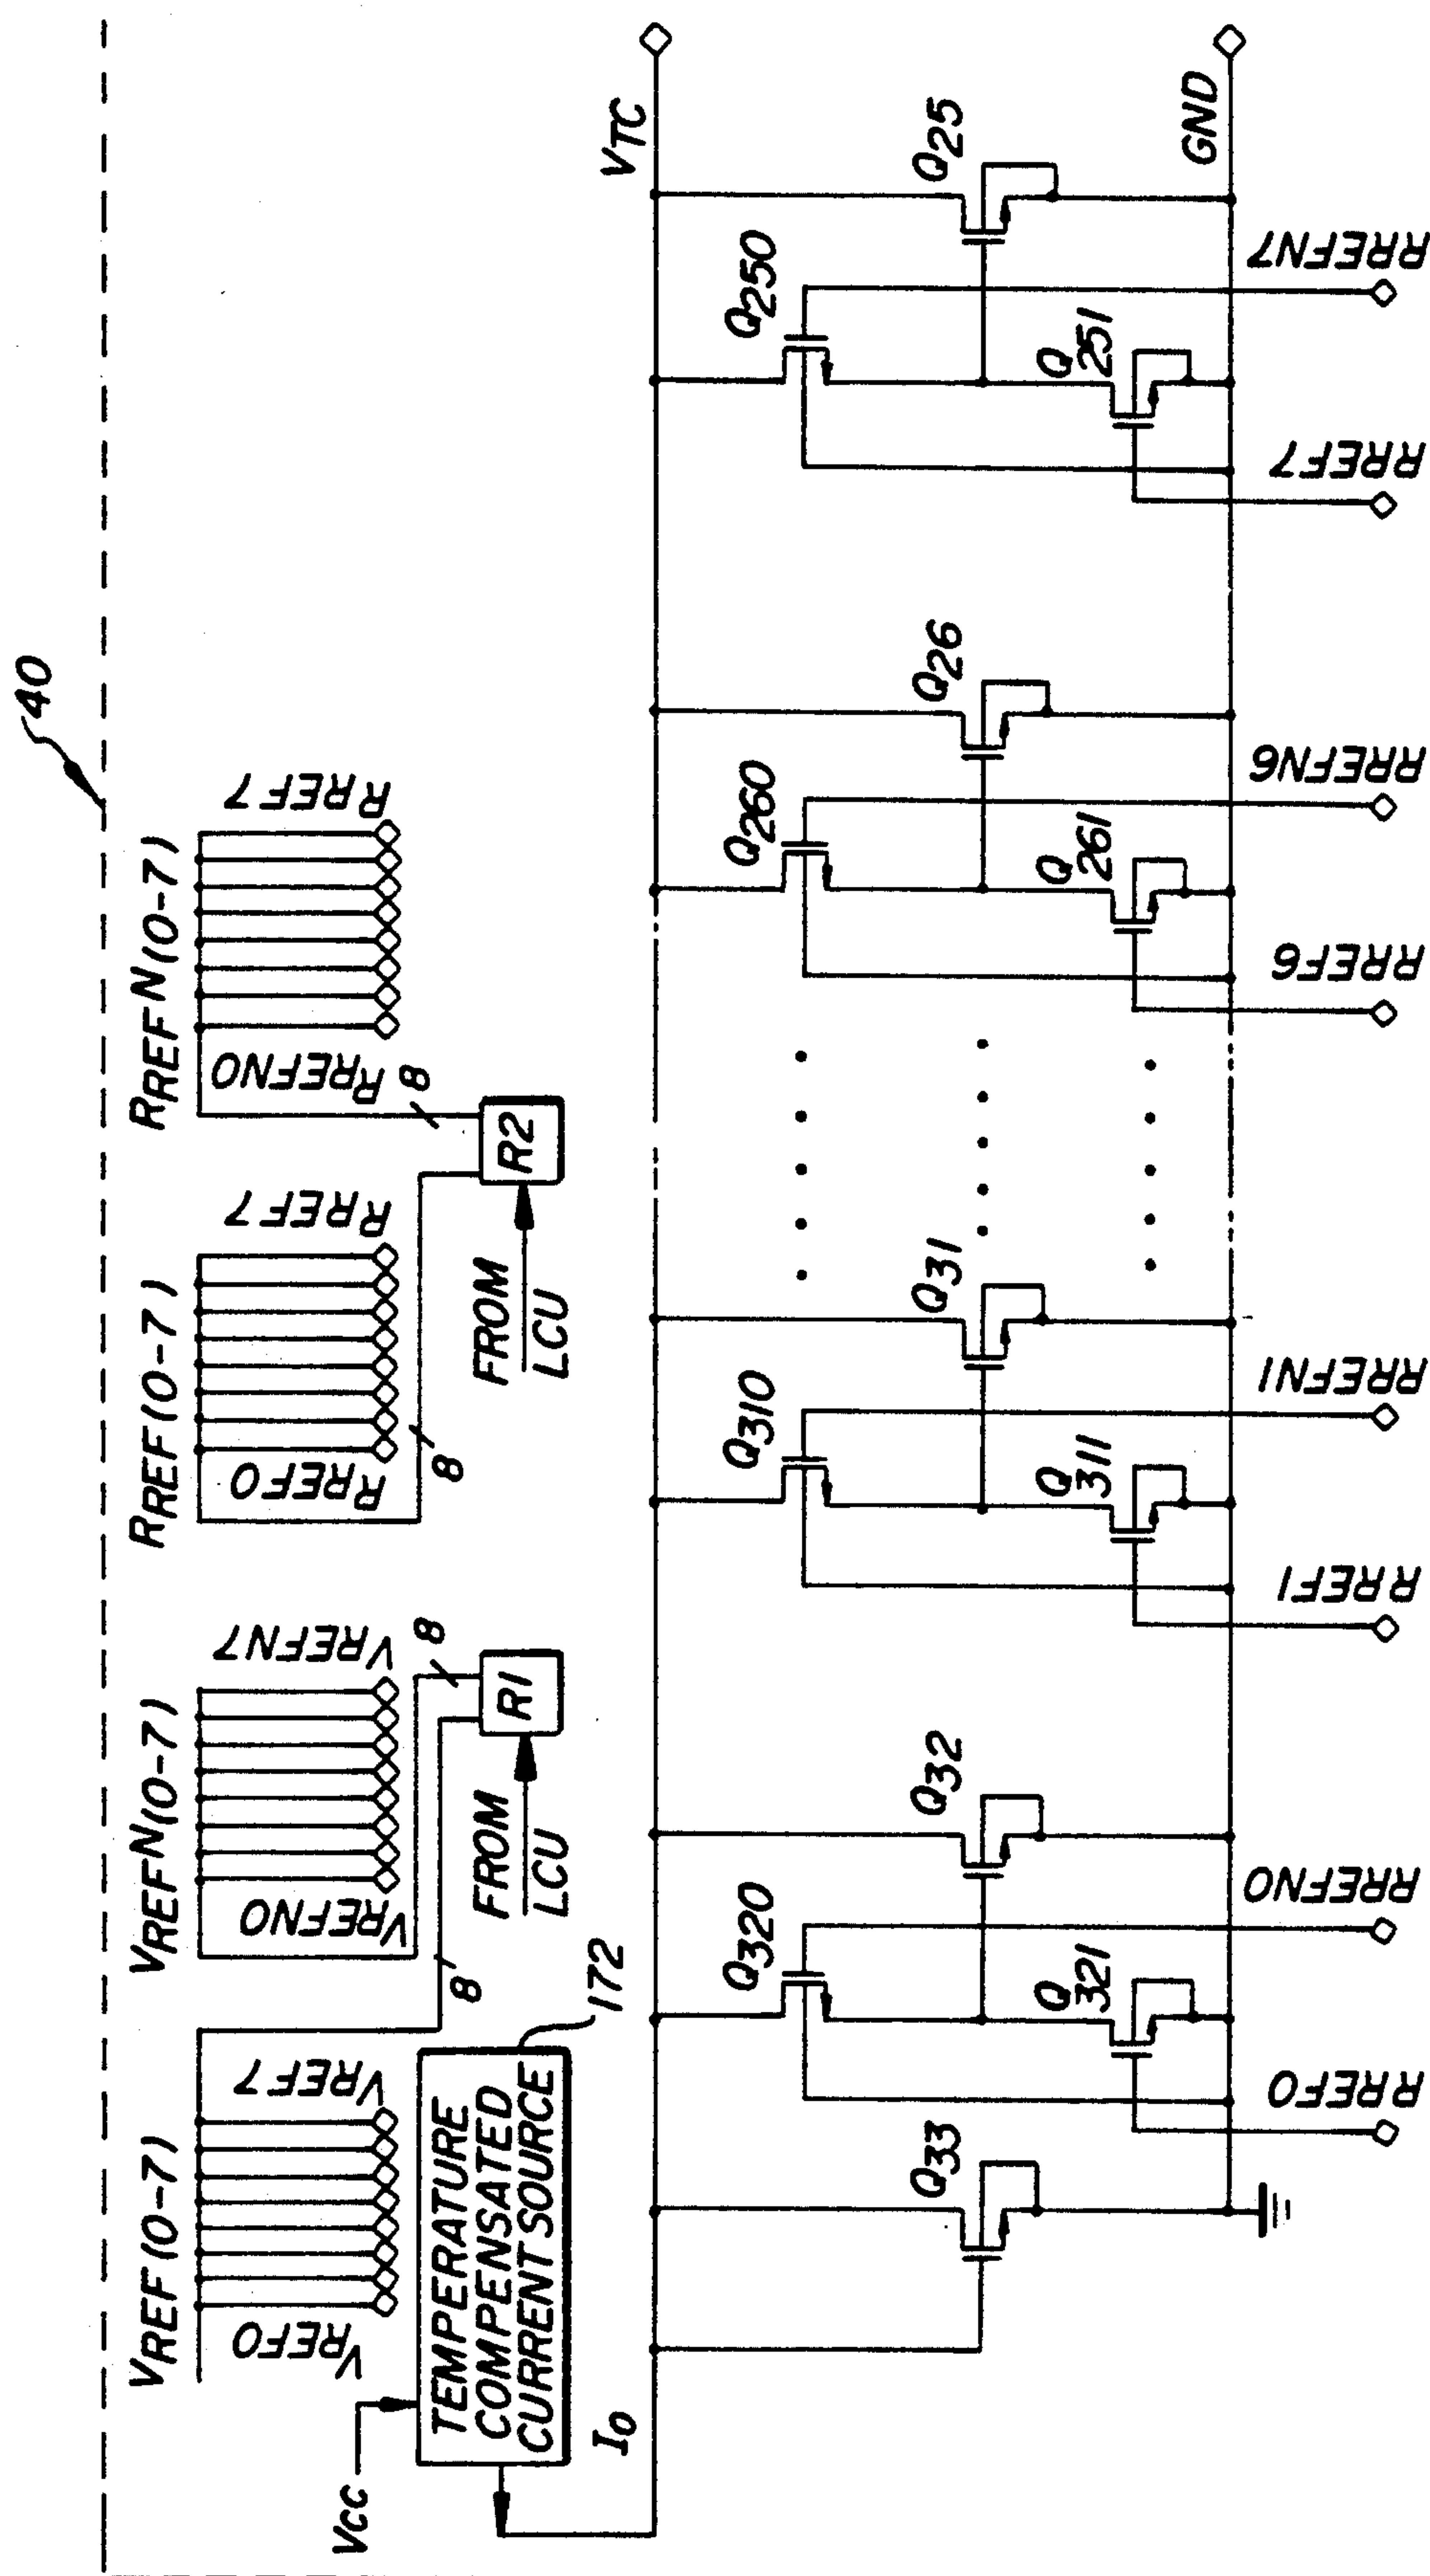 40
VREF (0-7)
VREFN(0-7)
RREF(0-7)
RREFN(0-7)
VREF0
VREF7
VREFN0
VREFN7
RREF0
RREF7
RREFN0
RREF7
VCC
TEMPERATURE
COMPENSATED
CURRENT SOURCE
172
8
8
8
8
R1
R2
FROM
LCU
FROM
LCU
I0
VTC
Q320
Q310
Q260
Q250
Q33
Q32
Q31
Q26
Q25
Q321
Q311
Q261
Q251
GND
RREF0
RREFN0
RREF1
RREFN1
RREF6
RREFN6
RREF7
RREFN7